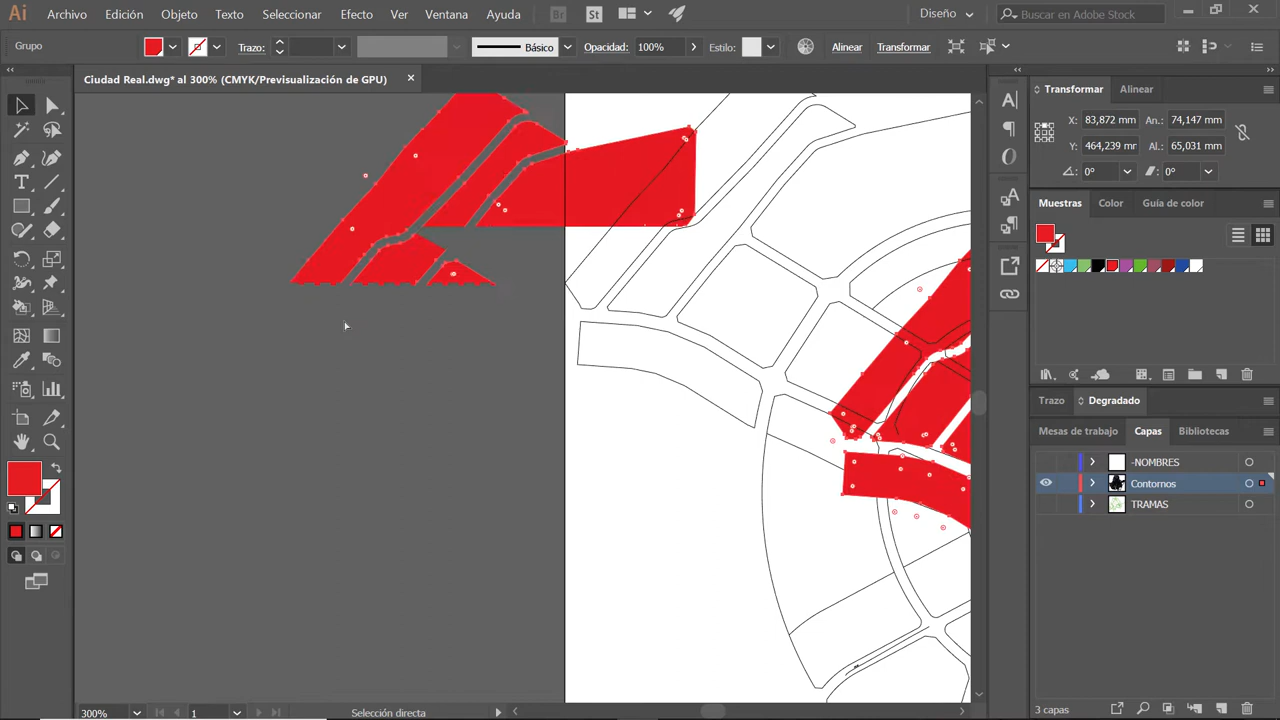 Ai Archivo Edición Objeto Texto Seleccionar Efecto Ver Ventana Ayuda Br St Diseño Buscar en Adobe Stock
Grupo Trazo: Básico Opacidad: 100% Estilo: Alinear Transformar
Ciudad Real.dwg* al 300% (CMYK/Previsualización de GPU)
Transformar Alinear
X: 83,872 mm An.: 74,147 mm
Y: 464,239 mm Al.: 65,031 mm
0° 0°
Muestras Color Guía de color
Trazo Degradado
Mesas de trabajo Capas Bibliotecas
-NOMBRES
Contornos
TRAMAS
3 capas
300% 1 Selección directa